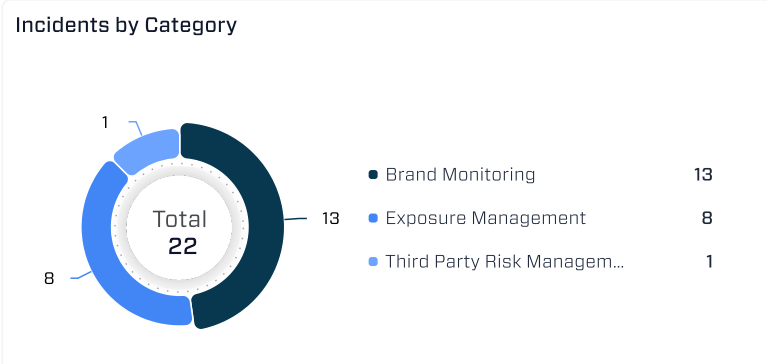 Incidents by Category
1
13
8
Total
22
Brand Monitoring 13
Exposure Management 8
Third Party Risk Managem... 1